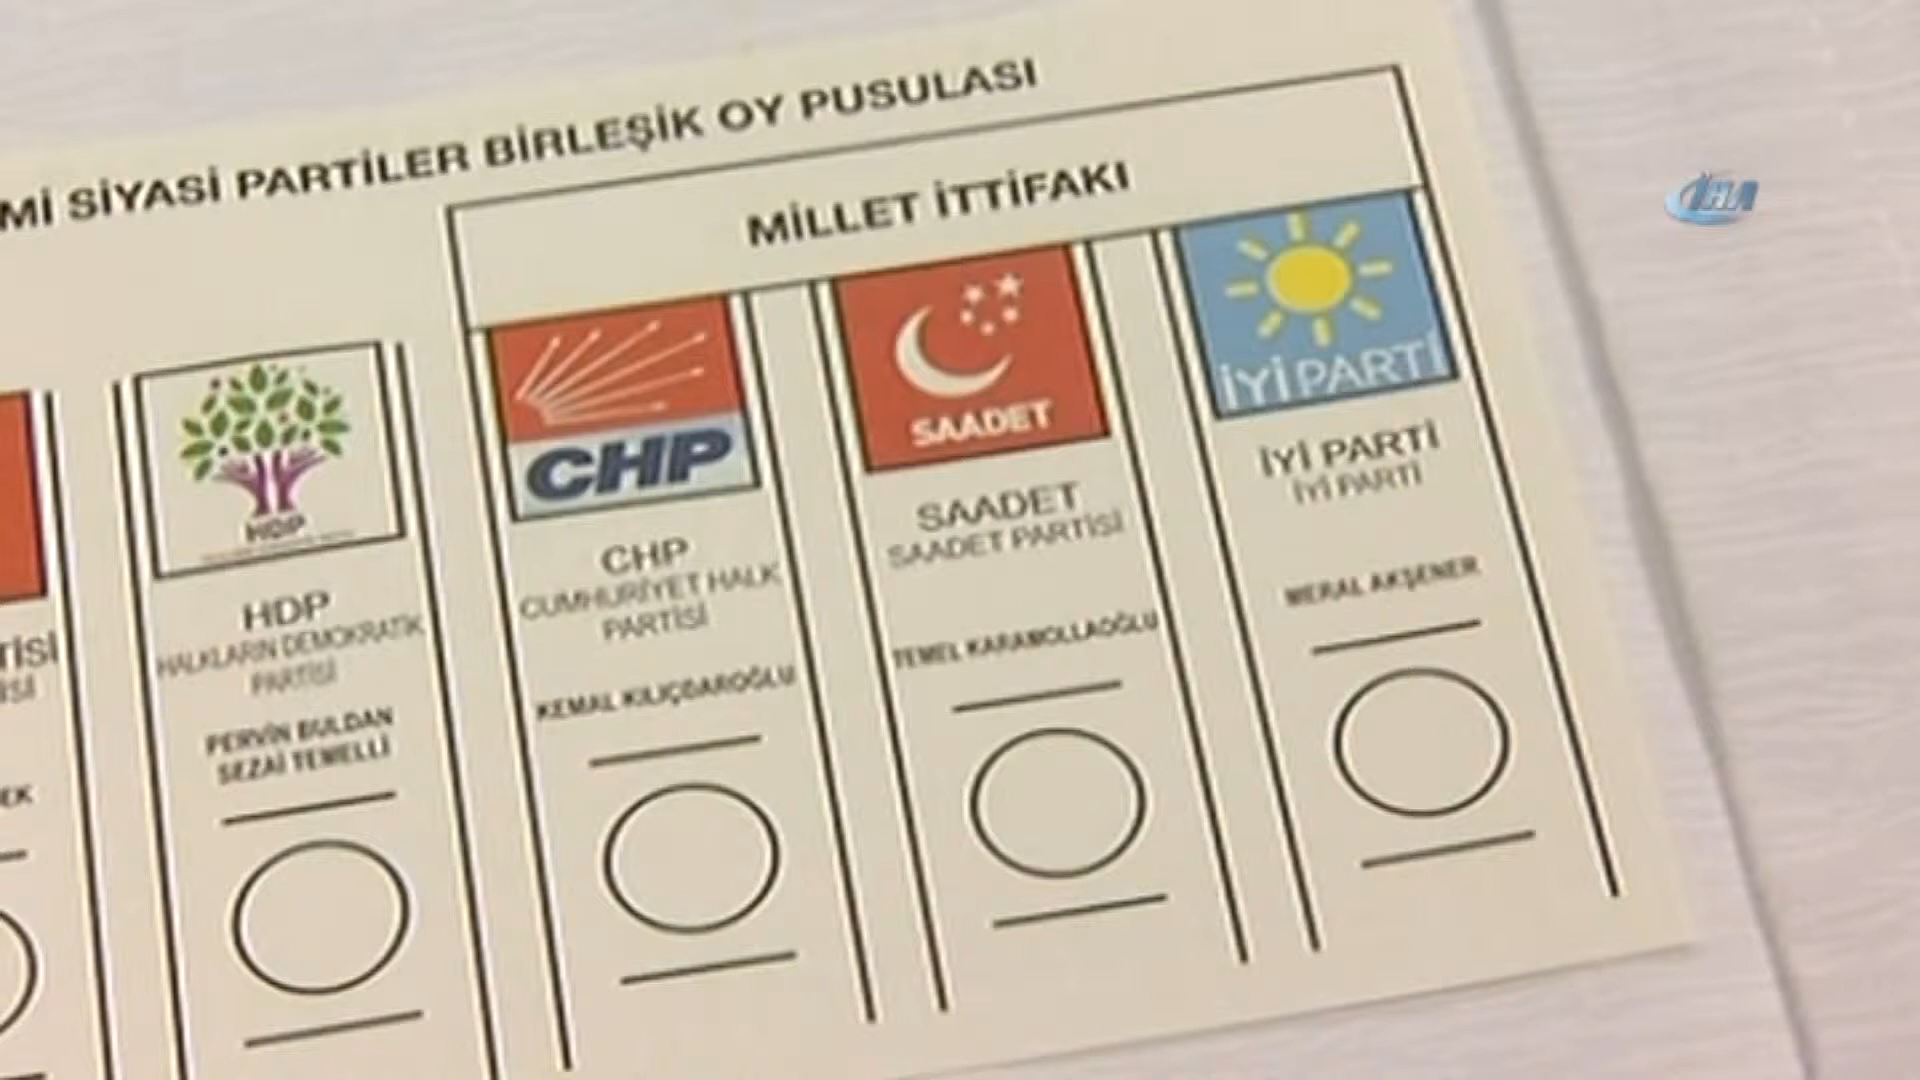 Mİ SİYASİ PARTİLER BİRLEŞİK OY PUSULASI
MİLLET İTTİFAKI
HDP
HDP
HALKLARIN DEMOKRATİK
PARTİSİ
PERVİN BULDAN
SEZAİ TEMELLİ
CHP
CHP
CUMHURİYET HALK
PARTİSİ
KEMAL KILIÇDAROĞLU
SAADET
SAADET
SAADET PARTİSİ
TEMEL KARAMOLLAOĞLU
İYİ PARTİ
İYİ PARTİ
İYİ PARTİ
MERAL AKŞENER
İHA